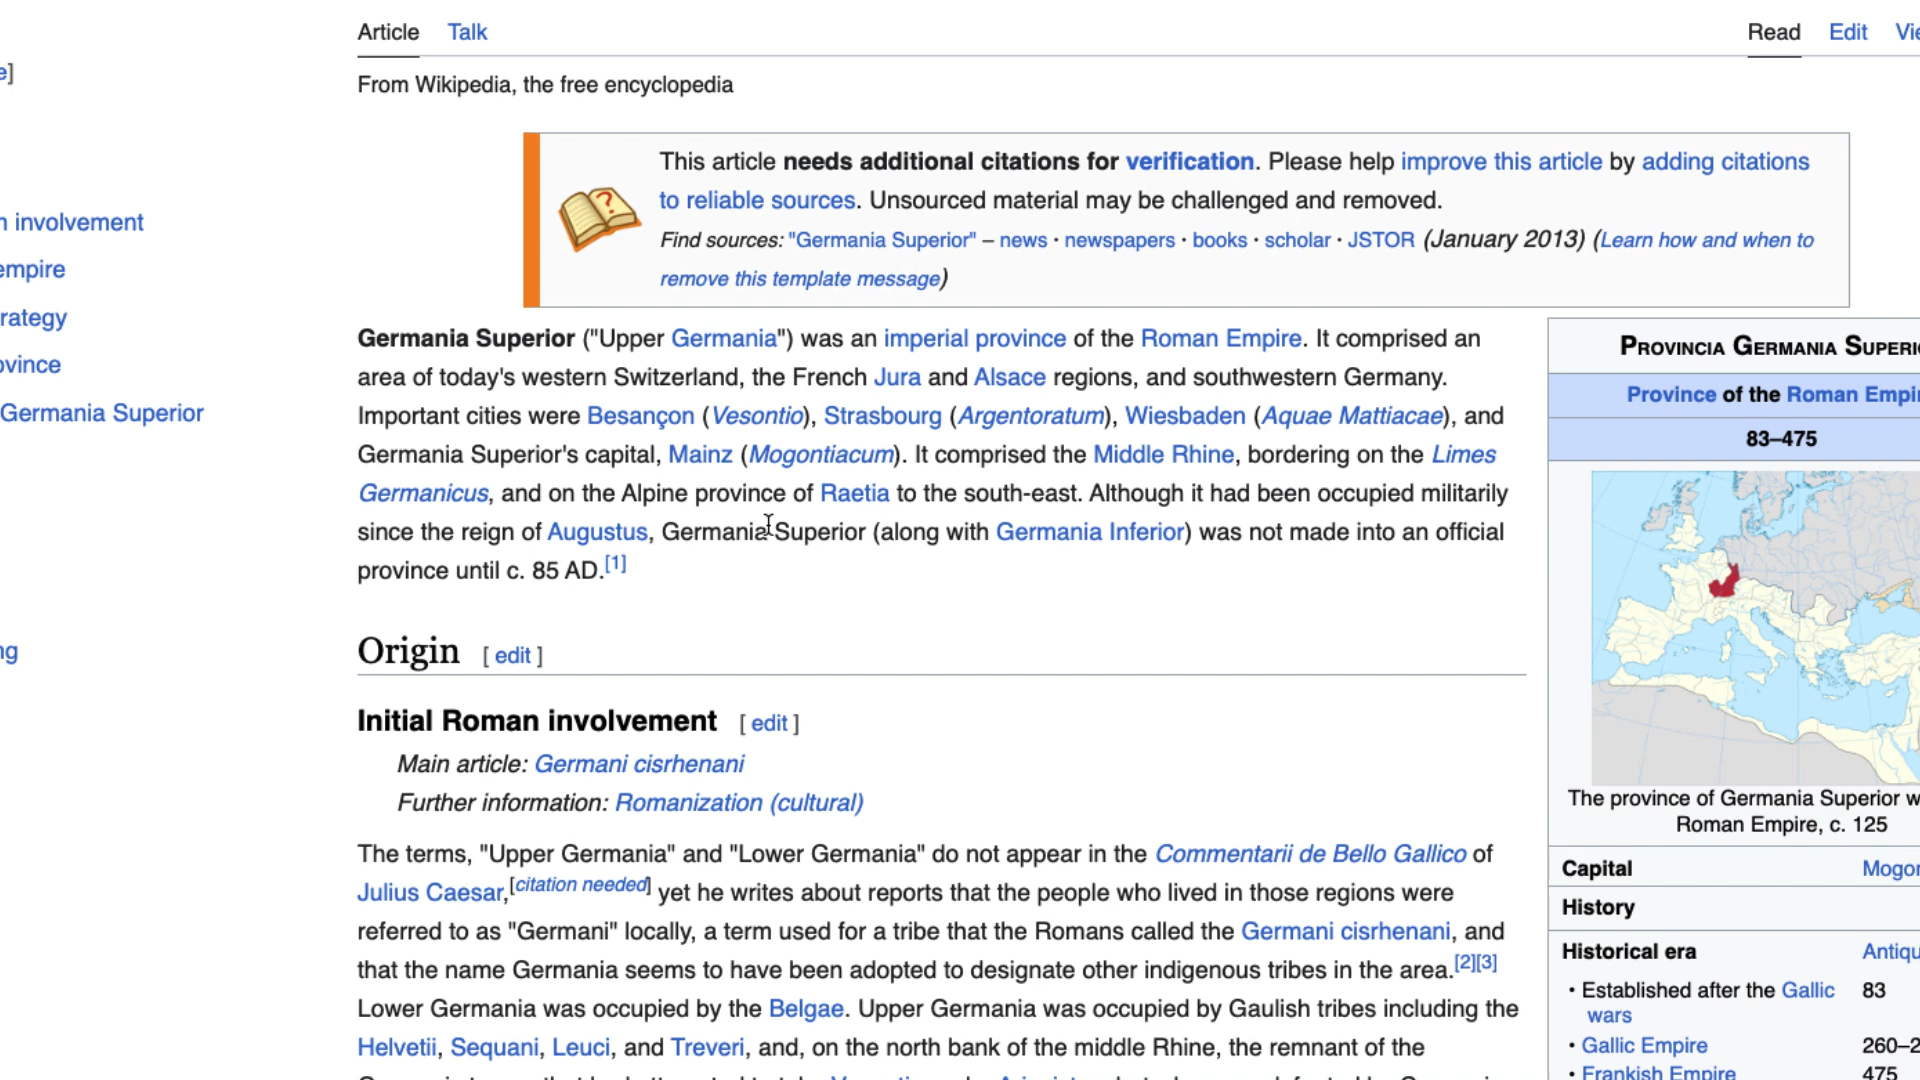 Article Talk
Read Edit
From Wikipedia, the free encyclopedia
e]
n involvement
empire
rategy
ovince
Germania Superior
ng
This article needs additional citations for verification. Please help improve this article by adding citations
to reliable sources. Unsourced material may be challenged and removed.
Find sources: "Germania Superior" – news · newspapers · books · scholar · JSTOR (January 2013) (Learn how and when to
remove this template message)
Germania Superior ("Upper Germania") was an imperial province of the Roman Empire. It comprised an
area of today's western Switzerland, the French Jura and Alsace regions, and southwestern Germany.
Important cities were Besançon (Vesontio), Strasbourg (Argentoratum), Wiesbaden (Aquae Mattiacae), and
Germania Superior's capital, Mainz (Mogontiacum). It comprised the Middle Rhine, bordering on the Limes
Germanicus, and on the Alpine province of Raetia to the south-east. Although it had been occupied militarily
since the reign of Augustus, Germania Superior (along with Germania Inferior) was not made into an official
province until c. 85 AD.[1]
Origin [ edit ]
Initial Roman involvement [ edit ]
Main article: Germani cisrhenani
Further information: Romanization (cultural)
The terms, "Upper Germania" and "Lower Germania" do not appear in the Commentarii de Bello Gallico of
Julius Caesar,[citation needed] yet he writes about reports that the people who lived in those regions were
referred to as "Germani" locally, a term used for a tribe that the Romans called the Germani cisrhenani, and
that the name Germania seems to have been adopted to designate other indigenous tribes in the area.[2][3]
Lower Germania was occupied by the Belgae. Upper Germania was occupied by Gaulish tribes including the
Helvetii, Sequani, Leuci, and Treveri, and, on the north bank of the middle Rhine, the remnant of the
Provincia Germania Superio
Province of the Roman Empi
83–475
The province of Germania Superior w
Roman Empire, c. 125
Capital Mogon
History
Historical era Antiqu
• Established after the Gallic 83
wars
• Gallic Empire 260–2
• Frankish Empire 475